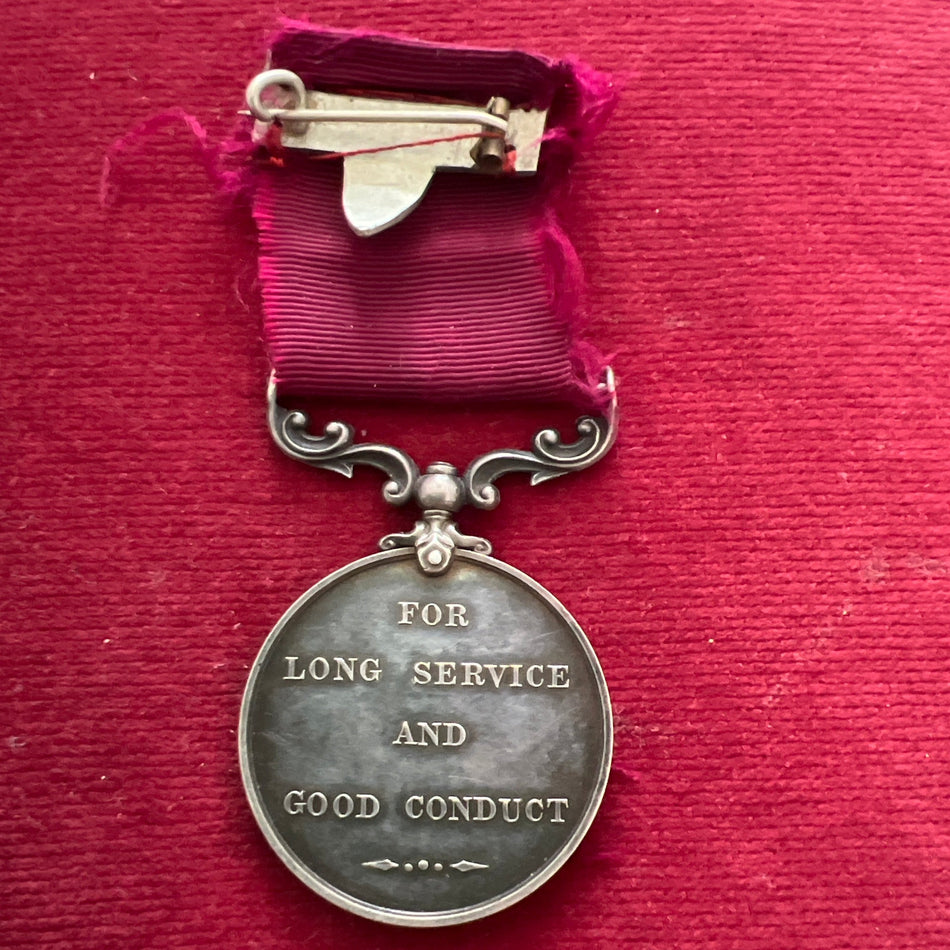 FOR
LONG SERVICE
AND
GOOD CONDUCT